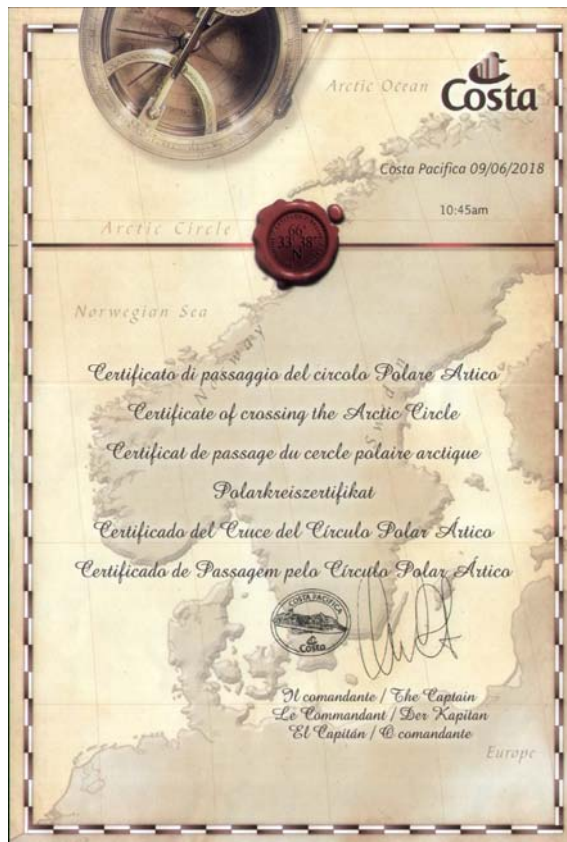 Arctic Ocean
Costa
Costa Pacifica 09/06/2018
10:45am
Arctic Circle
66°
33' 38"
N
Norwegian Sea
Norway
Sweden
Certificato di passaggio del circolo Polare Artico
Certificate of crossing the Arctic Circle
Certificat de passage du cercle polaire arctique
Polarkreiszertifikat
Certificado del Cruce del Círculo Polar Ártico
Certificado de Passagem pelo Círculo Polar Ártico
COSTA PACIFICA
Costa
Il comandante / The Captain
Le Commandant / Der Kapitan
El Capitán / O comandante
Europe